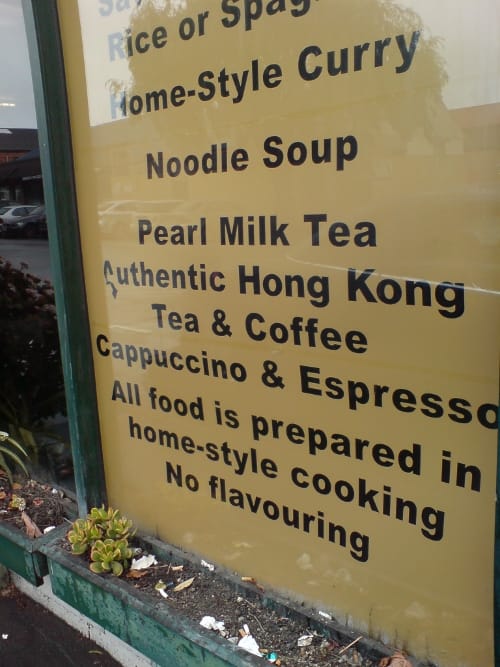 Rice or
Home-Style Curry
Noodle Soup
Pearl Milk Tea
Authentic Hong Kong
Tea & Coffee
Cappuccino & Espresso
All food is prepared in
home-style cooking
No flavouring